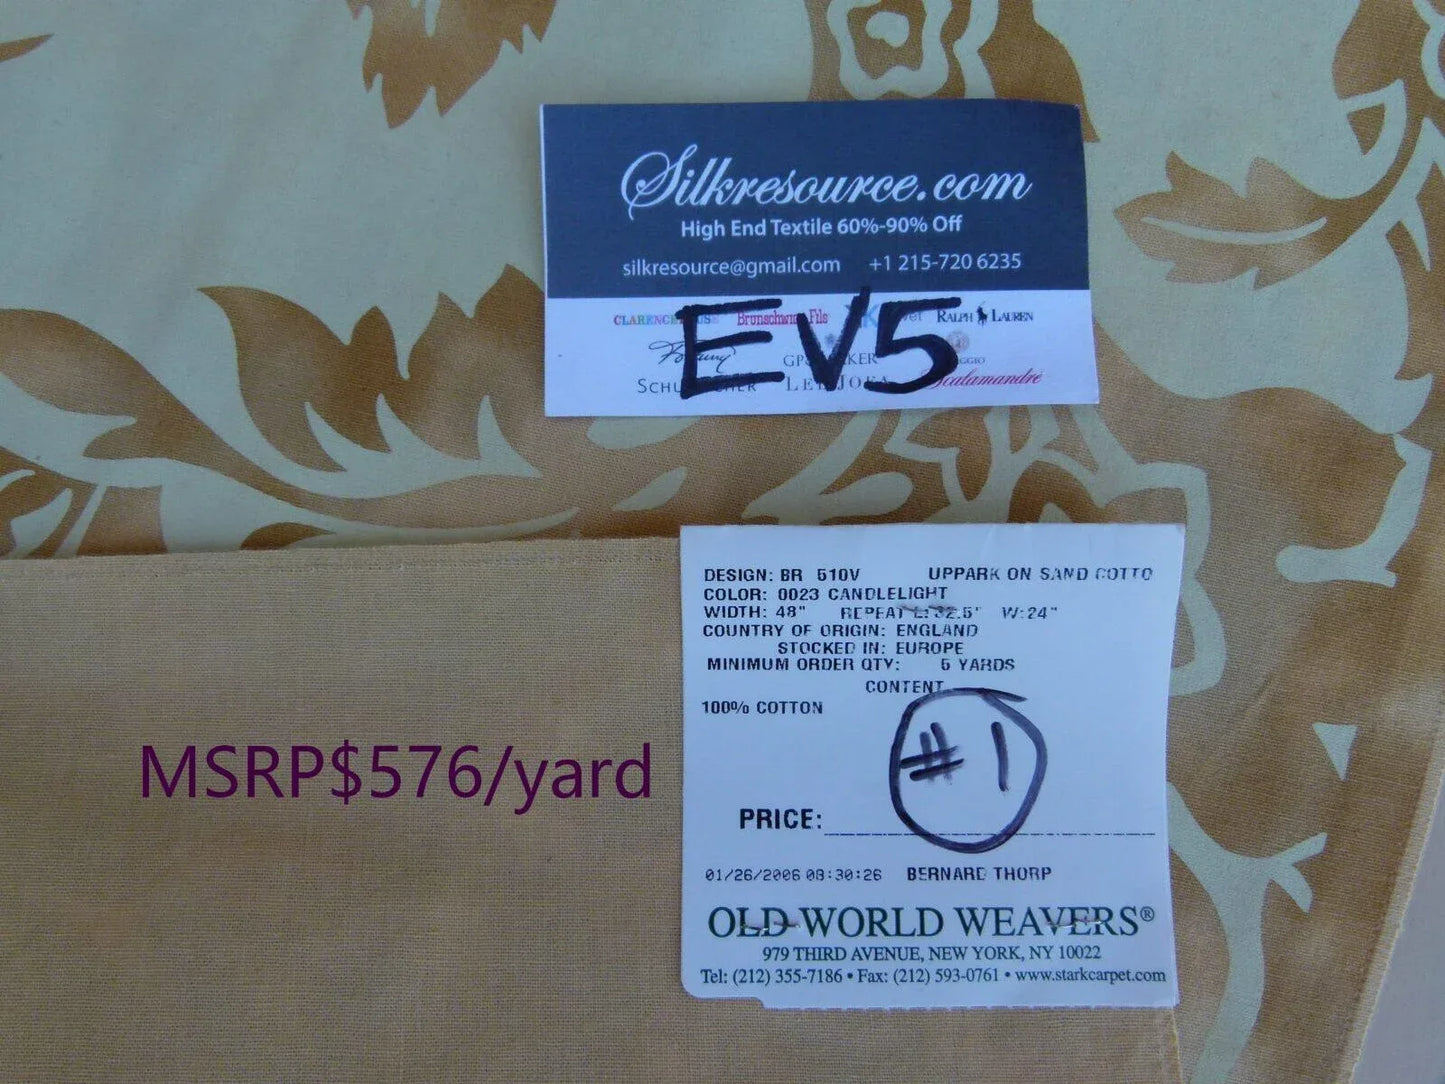 Silkresource.com
High End Textile 60%-90% Off
silkresource@gmail.com +1 215-720 6235
EV5
RALPH LAUREN
Scalamandré
DESIGN: BR 510V UPPARK ON SAND COTTO
COLOR: 0023 CANDLELIGHT
WIDTH: 48" REPEAT L: 32.5" W:24"
COUNTRY OF ORIGIN: ENGLAND
STOCKED IN: EUROPE
MINIMUM ORDER QTY: 5 YARDS
CONTENT
100% COTTON
#1
MSRP$576/yard
PRICE:
01/26/2006 08:30:26 BERNARD THORP
OLD WORLD WEAVERS®
979 THIRD AVENUE, NEW YORK, NY 10022
Tel: (212) 355-7186 • Fax: (212) 593-0761 • www.starkcarpet.com